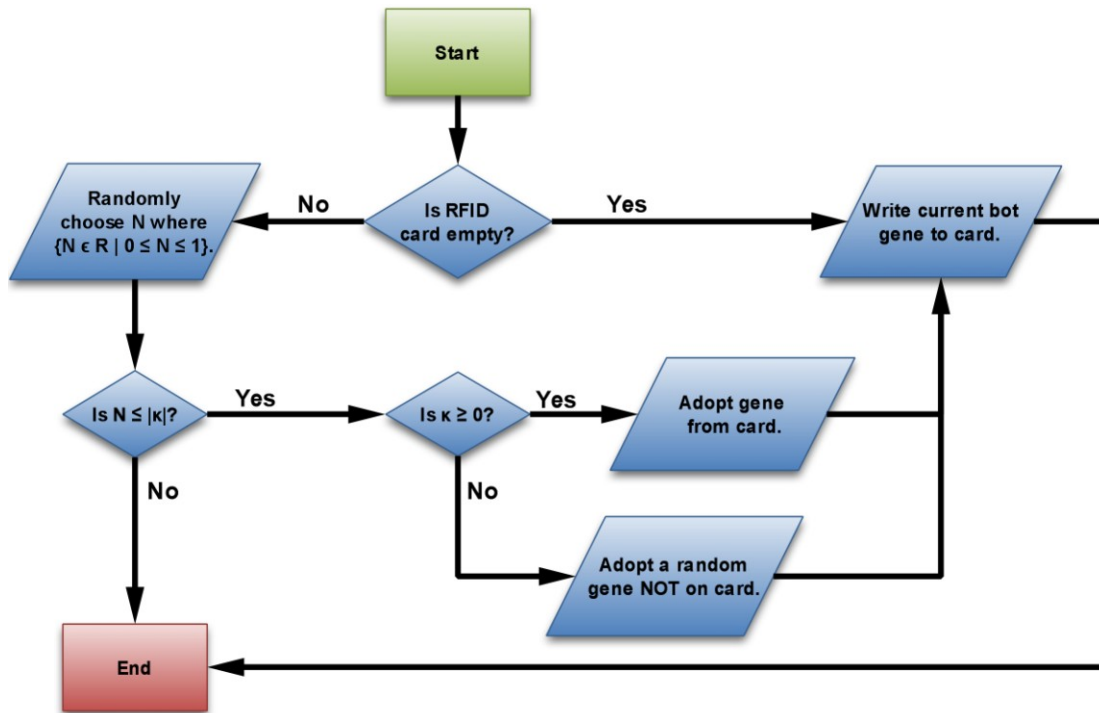 Start
Randomly
choose N where
{N ϵ R | 0 ≤ N ≤ 1}.
No
Is RFID
card empty?
Yes
Write current bot
gene to card.
Is N ≤ |κ|?
Yes
Is κ ≥ 0?
Yes
Adopt gene
from card.
No
No
Adopt a random
gene NOT on card.
End